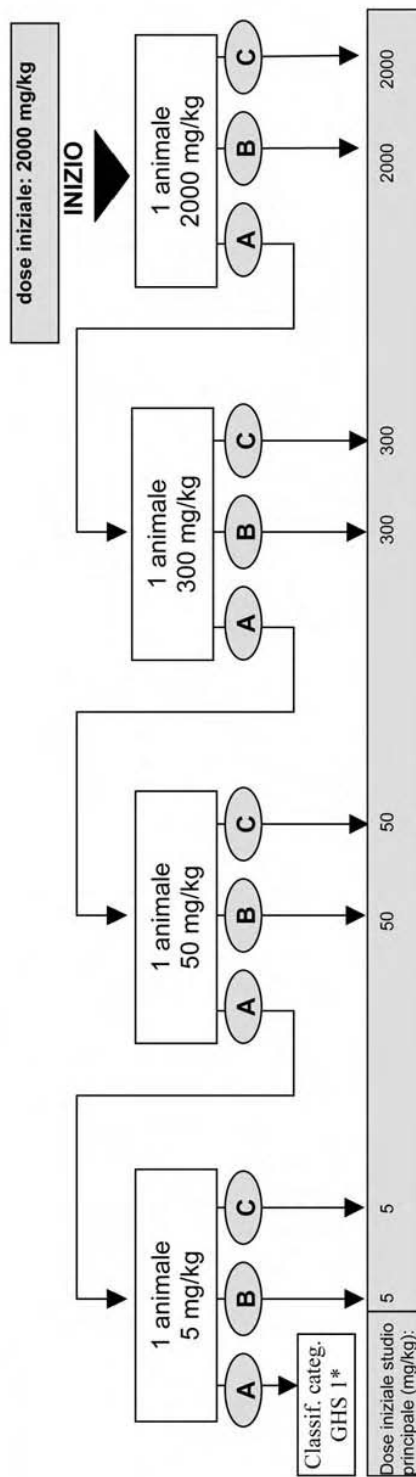 dose iniziale: 2000 mg/kg
INIZIO
1 animale
5 mg/kg
A
B
C
1 animale
50 mg/kg
A
B
C
1 animale
300 mg/kg
A
B
C
1 animale
2000 mg/kg
A
B
C
Classif. categ.
GHS 1*
Dose iniziale studio
principale (mg/kg):
5
5
50
50
300
300
2000
2000